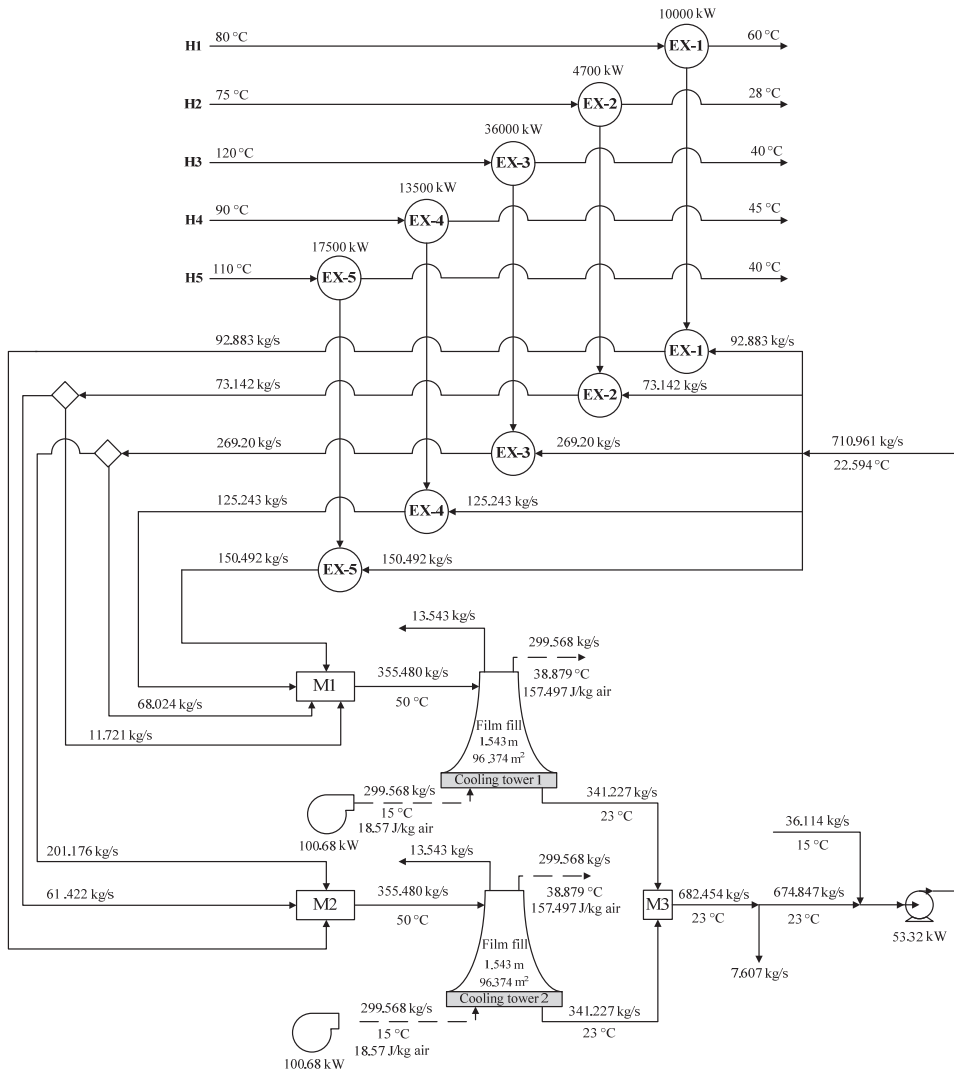 10000 kW
H1 80 °C EX-1 60 °C
4700 kW
H2 75 °C EX-2 28 °C
36000 kW
H3 120 °C EX-3 40 °C
13500 kW
H4 90 °C EX-4 45 °C
17500 kW
H5 110 °C EX-5 40 °C
92.883 kg/s EX-1 92.883 kg/s
73.142 kg/s EX-2 73.142 kg/s
269.20 kg/s EX-3 269.20 kg/s 710.961 kg/s
22.594 °C
125.243 kg/s EX-4 125.243 kg/s
150.492 kg/s EX-5 150.492 kg/s
13.543 kg/s
299.568 kg/s
38.879 °C
157.497 J/kg air
M1 355.480 kg/s
50 °C
68.024 kg/s
11.721 kg/s
Film fill
1.543 m
96.374 m²
Cooling tower 1
299.568 kg/s
15 °C
18.57 J/kg air
100.68 kW
341.227 kg/s
23 °C
36.114 kg/s
15 °C
201.176 kg/s
61.422 kg/s
13.543 kg/s
299.568 kg/s
38.879 °C
157.497 J/kg air
M2 355.480 kg/s
50 °C
M3 682.454 kg/s 674.847 kg/s
23 °C 23 °C
53.32 kW
7.607 kg/s
Film fill
1.543 m
96.374 m²
Cooling tower 2
299.568 kg/s
15 °C
18.57 J/kg air
100.68 kW
341.227 kg/s
23 °C